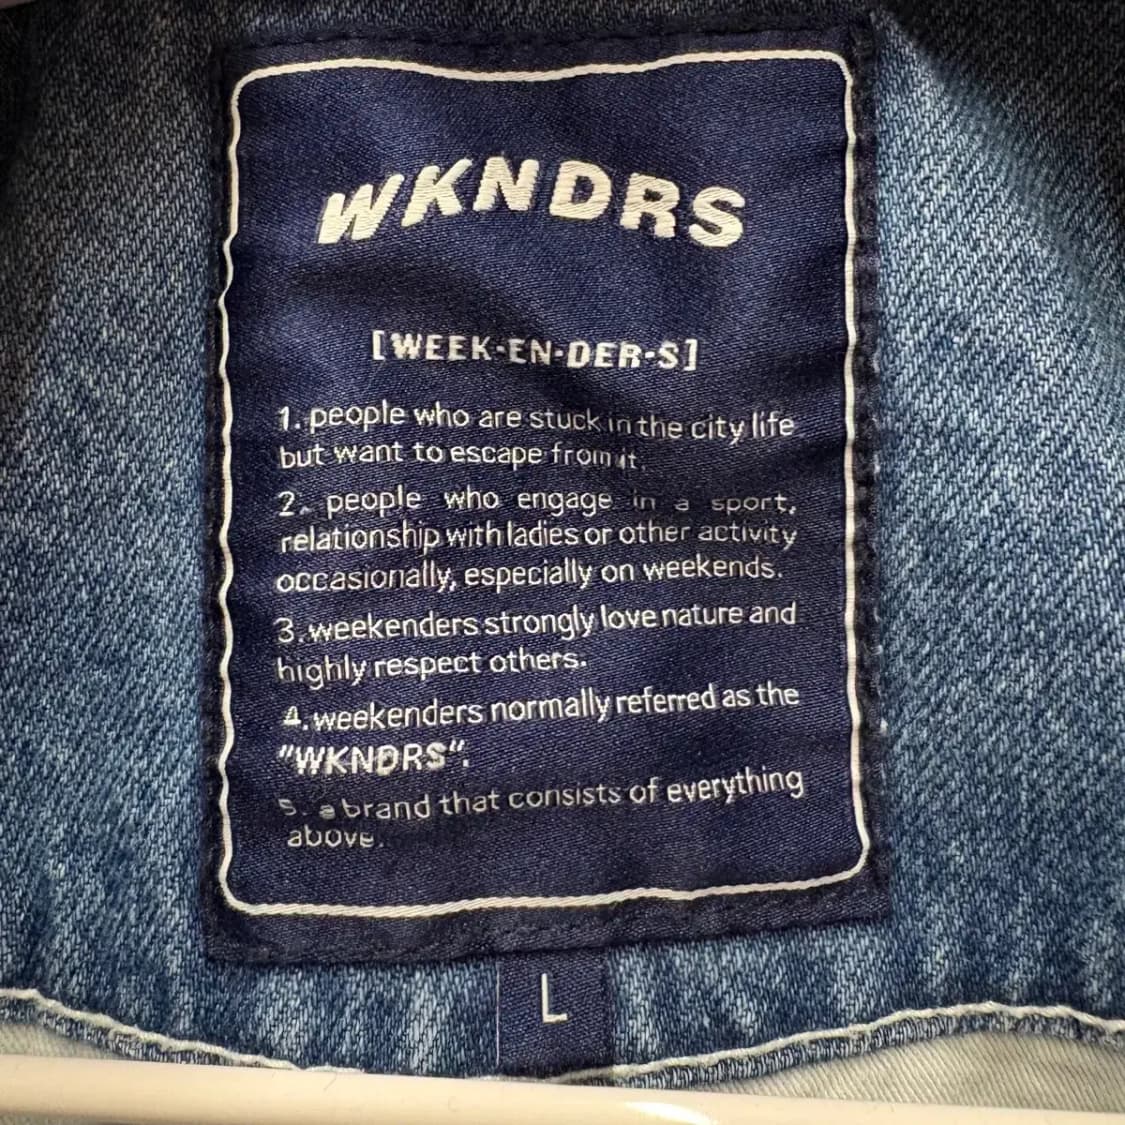 WKNDRS
[WEEK-EN-DER-S]
1. people who are stuck in the city life
but want to escape from it.
2. people who engage in a sport,
relationship with ladies or other activity
occasionally, especially on weekends.
3. weekenders strongly love nature and
highly respect others.
4. weekenders normally referred as the
"WKNDRS".
5. a brand that consists of everything
above.
L